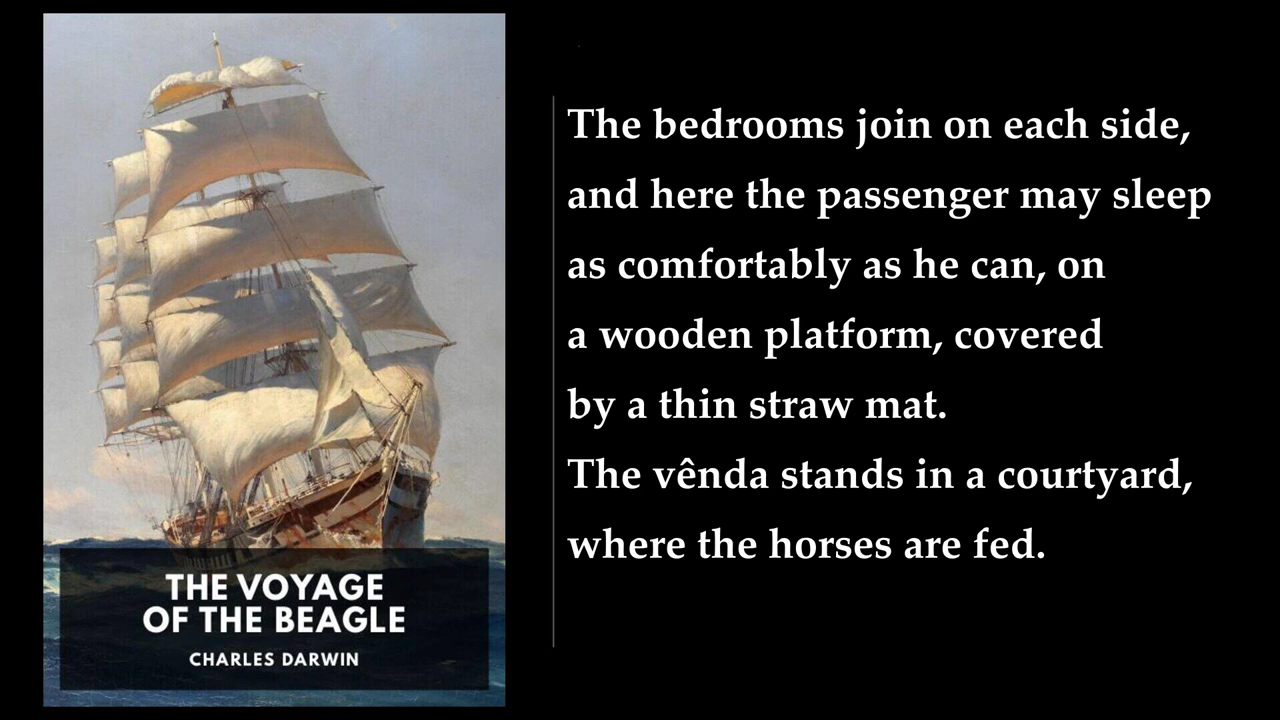 THE VOYAGE
OF THE BEAGLE
CHARLES DARWIN
The bedrooms join on each side,
and here the passenger may sleep
as comfortably as he can, on
a wooden platform, covered
by a thin straw mat.
The vênda stands in a courtyard,
where the horses are fed.